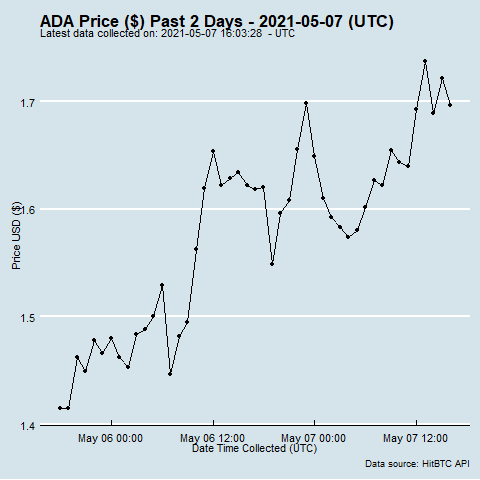 ADA Price ($) Past 2 Days - 2021-05-07 (UTC)
Latest data collected on: 2021-05-07 16:03:28 - UTC
1.7
1.6
1.5
1.4
Price USD ($)
May 06 00:00
May 06 12:00
May 07 00:00
May 07 12:00
Date Time Collected (UTC)
Data source: HitBTC API